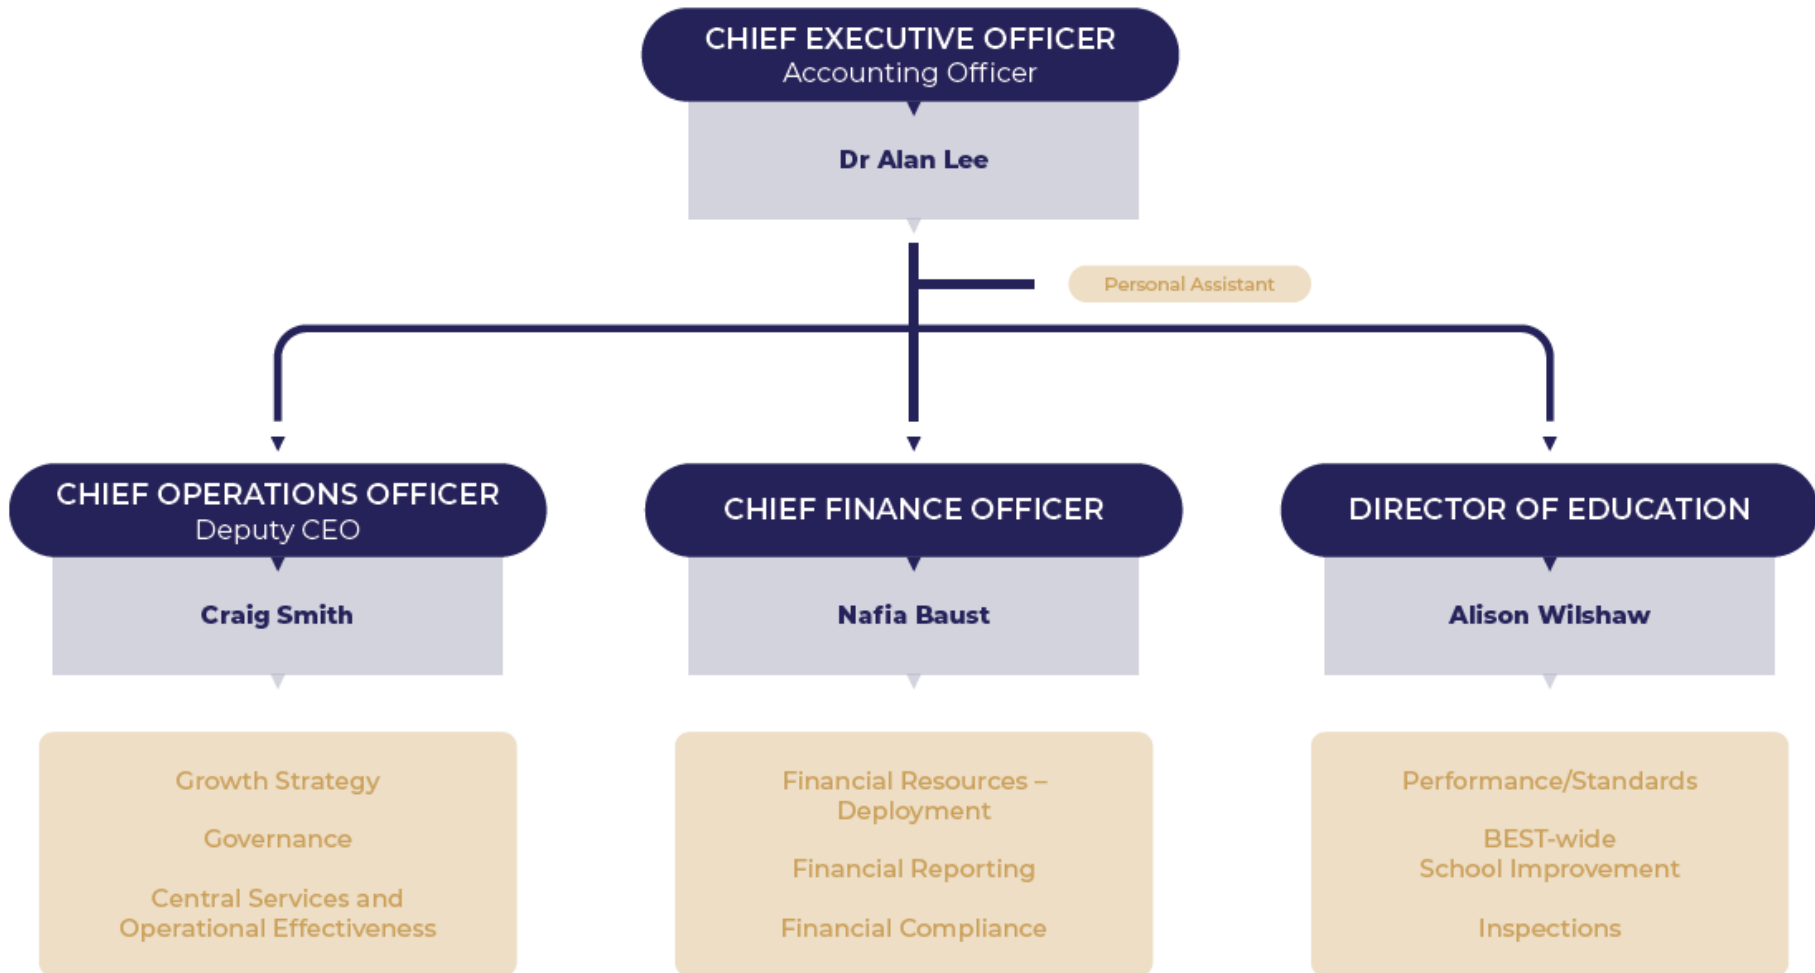 CHIEF EXECUTIVE OFFICER
Accounting Officer
Dr Alan Lee
Personal Assistant
CHIEF OPERATIONS OFFICER
Deputy CEO
Craig Smith
Growth Strategy
Governance
Central Services and
Operational Effectiveness
CHIEF FINANCE OFFICER
Nafia Baust
Financial Resources –
Deployment
Financial Reporting
Financial Compliance
DIRECTOR OF EDUCATION
Alison Wilshaw
Performance/Standards
BEST-wide
School Improvement
Inspections